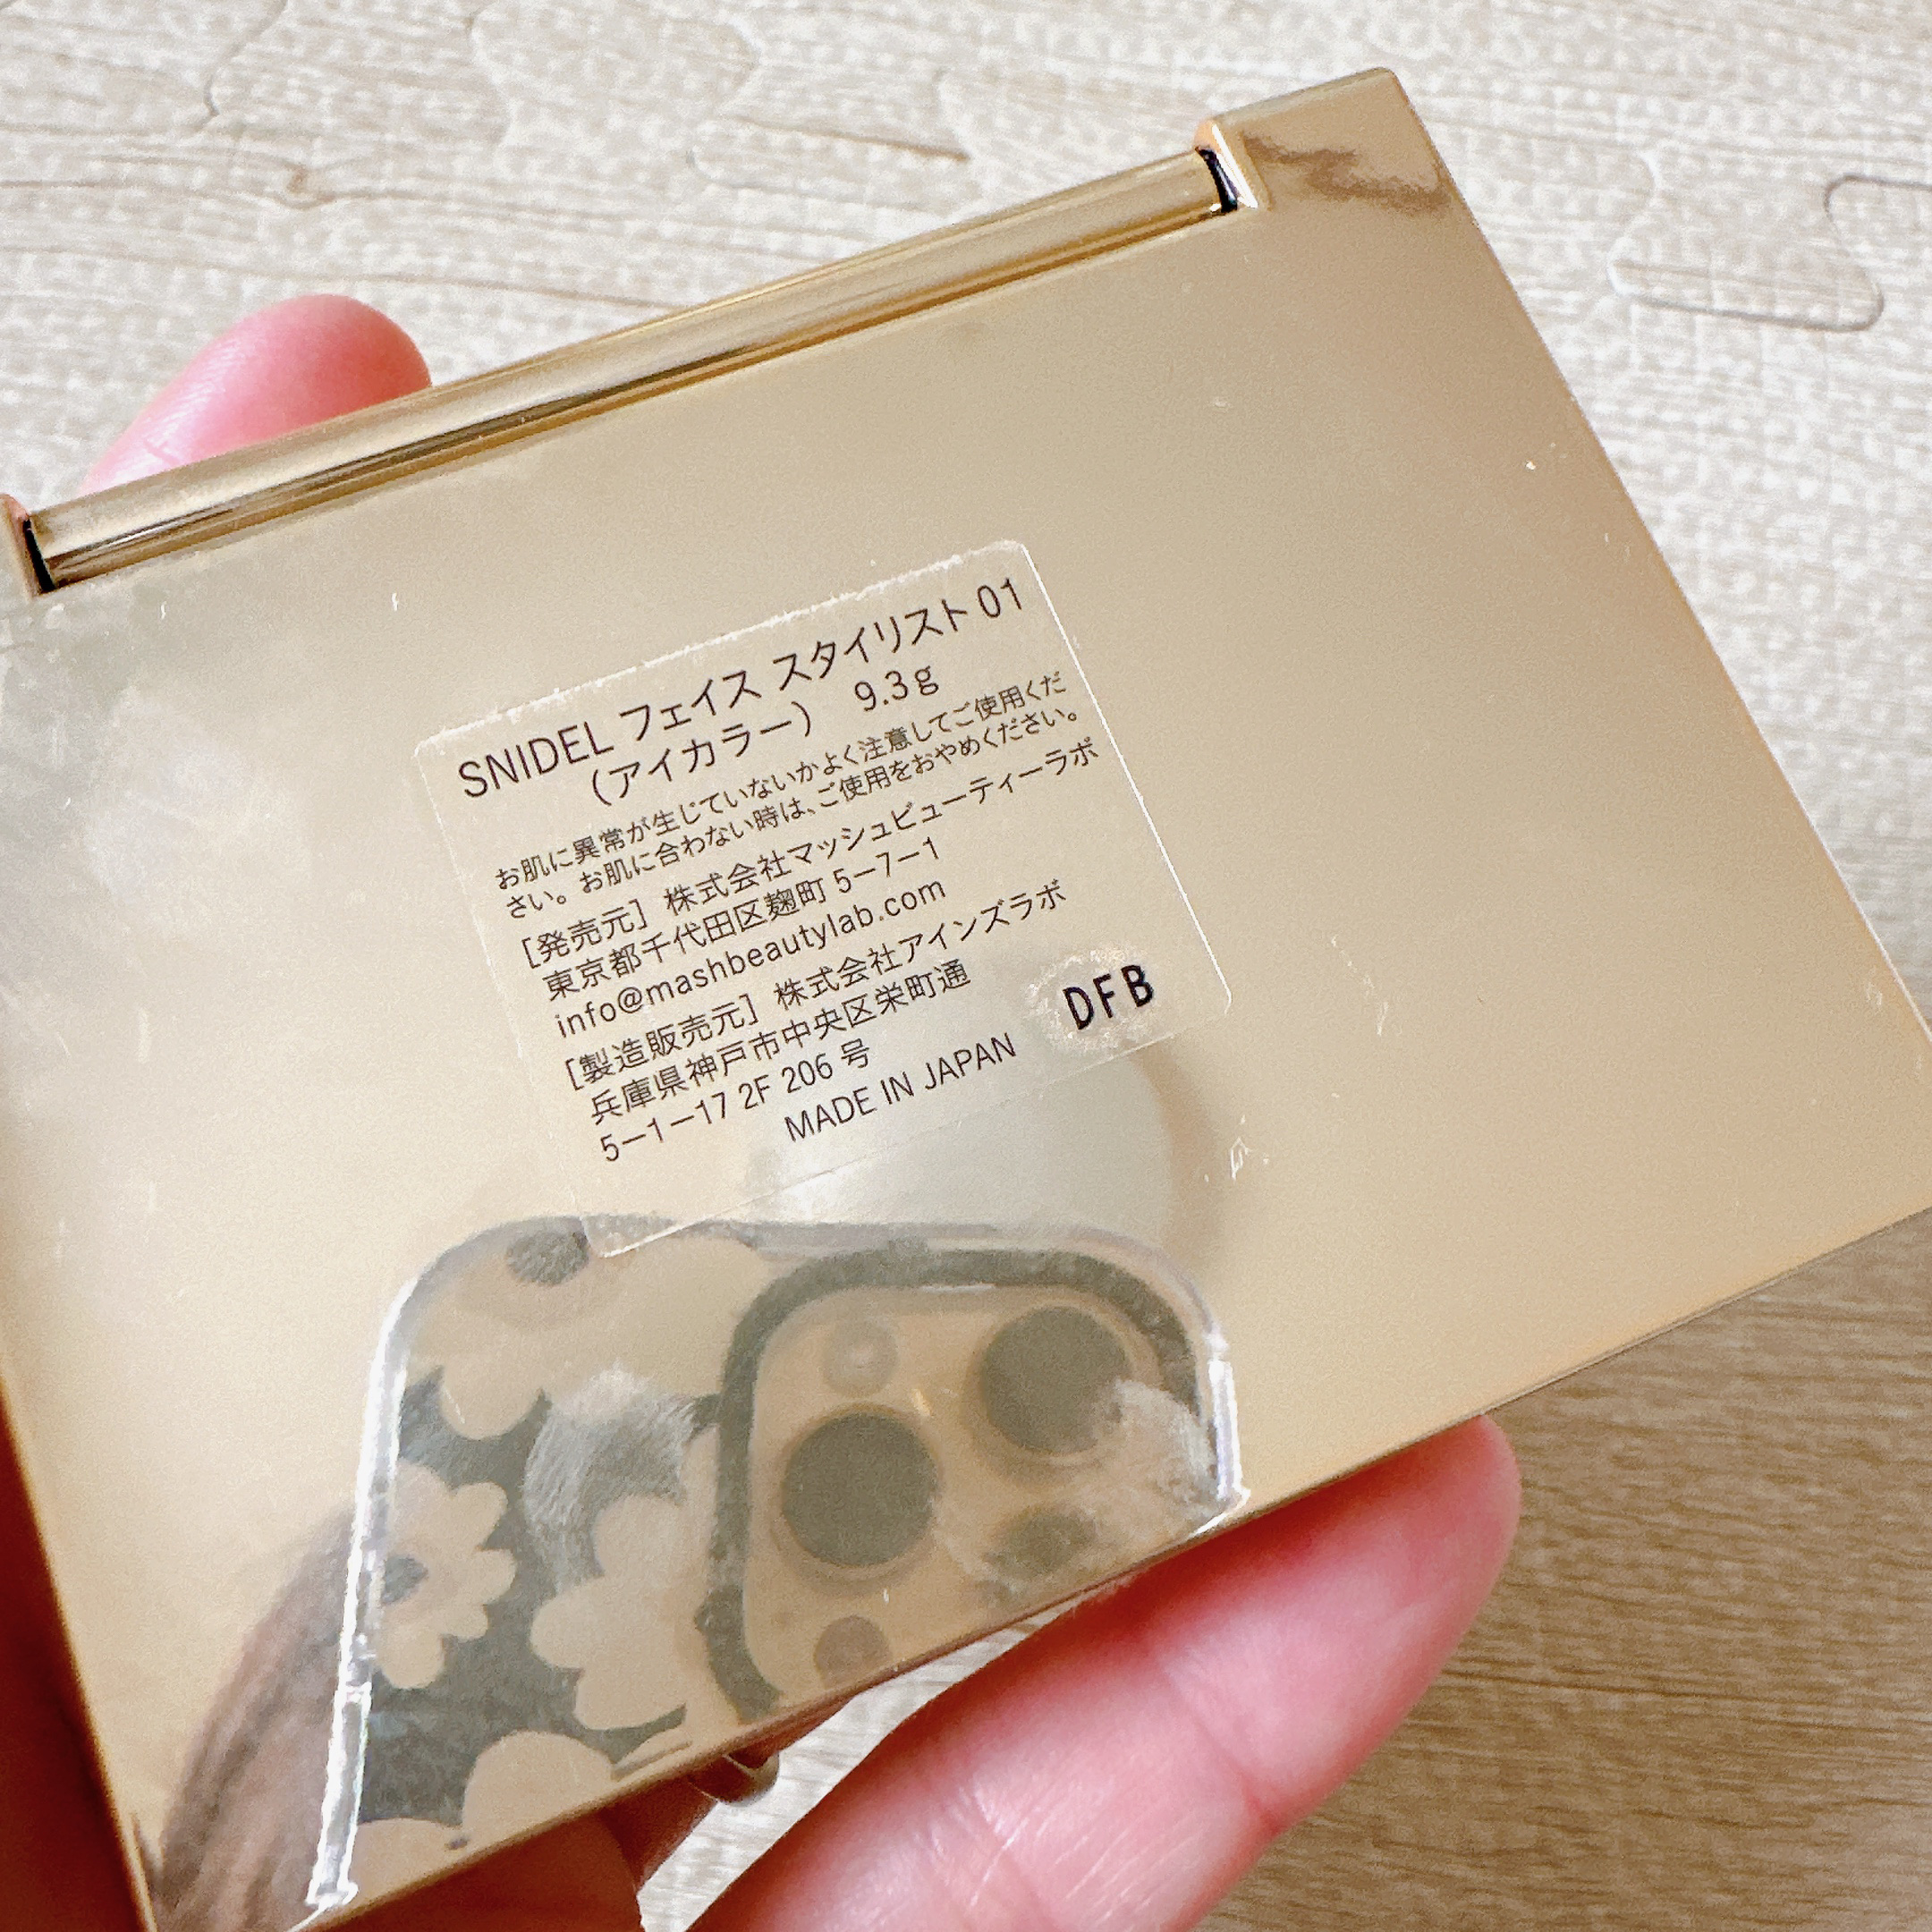 SNIDEL フェイス スタイリスト 01
（アイカラー） 9.3g
お肌に異常が生じていないかよく注意してご使用くだ
さい。お肌に合わない時は、ご使用をおやめください。
［発売元］株式会社マッシュビューティーラボ
東京都千代田区麹町 5−7−1
info@mashbeautylab.com
［製造販売元］株式会社アインズラボ
兵庫県神戸市中央区栄町通
5−1−17 2F 206 号
MADE IN JAPAN
DFB